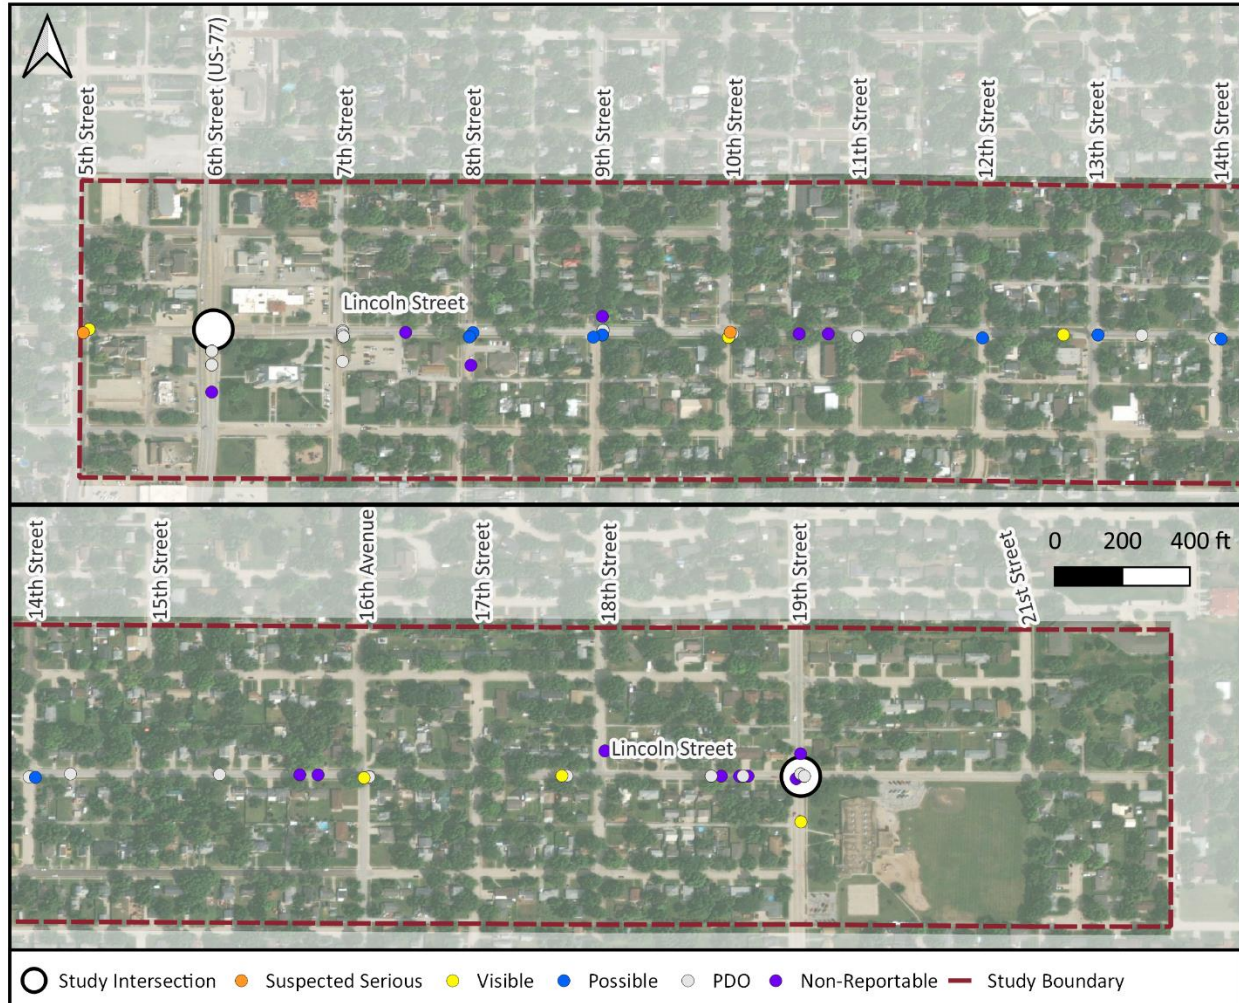 5th Street
6th Street (US-77)
7th Street
8th Street
9th Street
10th Street
11th Street
12th Street
13th Street
14th Street
Lincoln Street
14th Street
15th Street
16th Avenue
17th Street
18th Street
19th Street
21st Street
0 200 400 ft
Lincoln Street
Study Intersection Suspected Serious Visible Possible PDO Non-Reportable Study Boundary